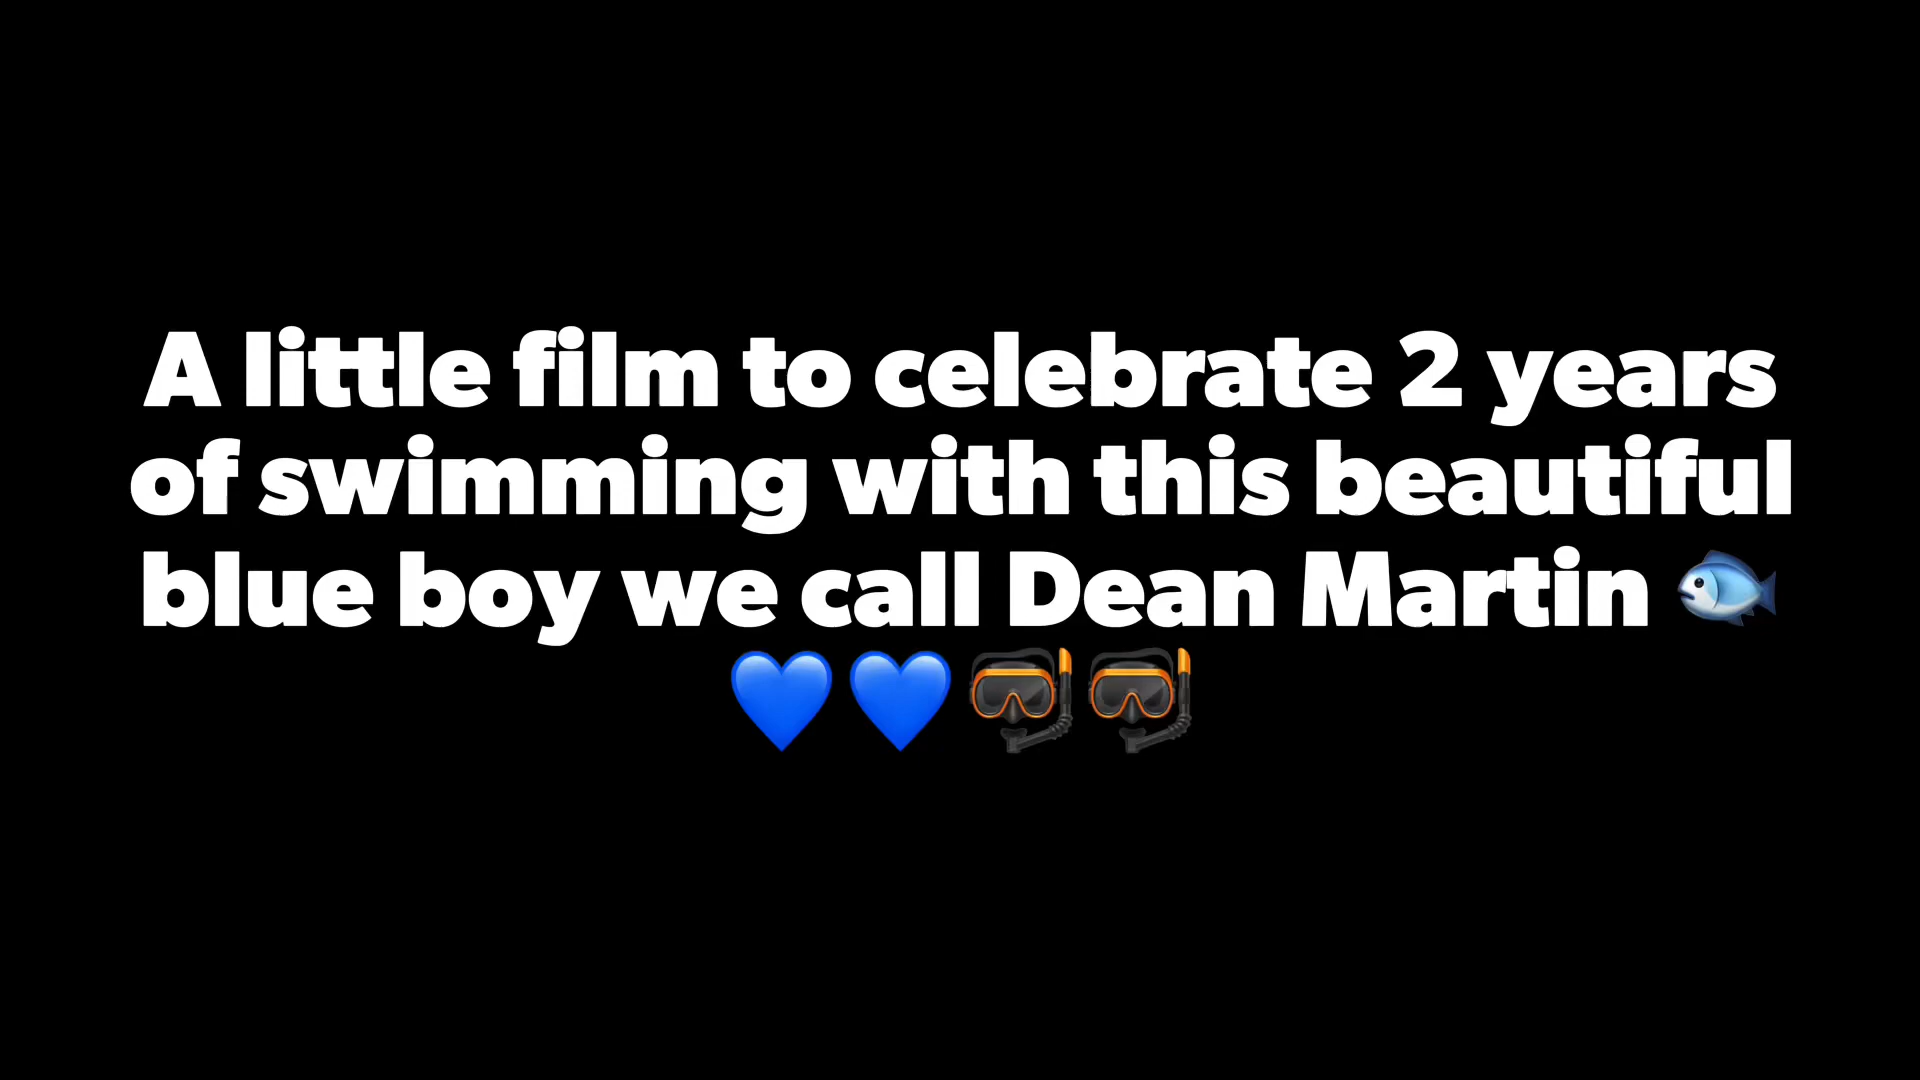 A little film to celebrate 2 years
of swimming with this beautiful
blue boy we call Dean Martin 🐟
💙💙🤿🤿